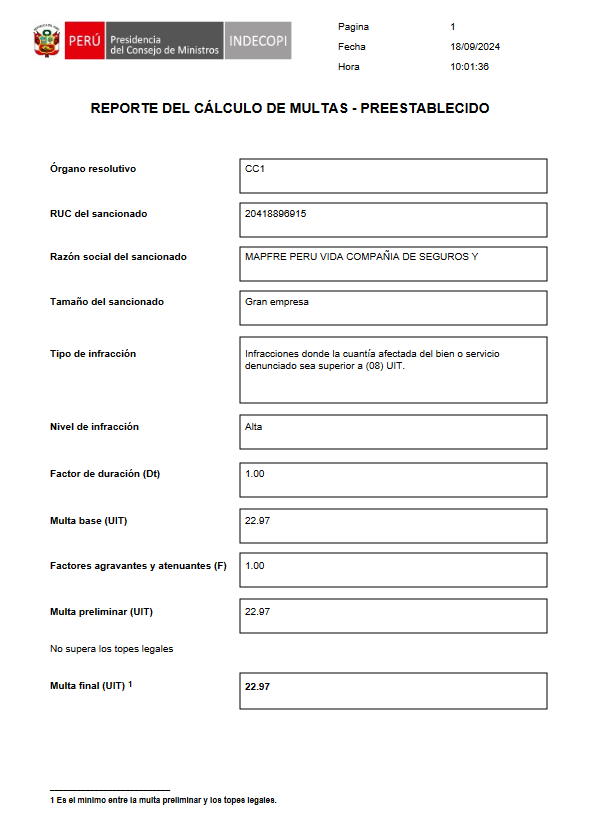 PERÚ
Presidencia
del Consejo de Ministros
INDECOPI
Pagina 1
Fecha 18/09/2024
Hora 10:01:36
REPORTE DEL CÁLCULO DE MULTAS - PREESTABLECIDO
Órgano resolutivo CC1
RUC del sancionado 20418896915
Razón social del sancionado MAPFRE PERU VIDA COMPAÑIA DE SEGUROS Y
Tamaño del sancionado Gran empresa
Tipo de infracción Infracciones donde la cuantía afectada del bien o servicio
denunciado sea superior a (08) UIT.
Nivel de infracción Alta
Factor de duración (Dt) 1.00
Multa base (UIT) 22.97
Factores agravantes y atenuantes (F) 1.00
Multa preliminar (UIT) 22.97
No supera los topes legales
Multa final (UIT) 1 22.97
1 Es el mínimo entre la multa preliminar y los topes legales.